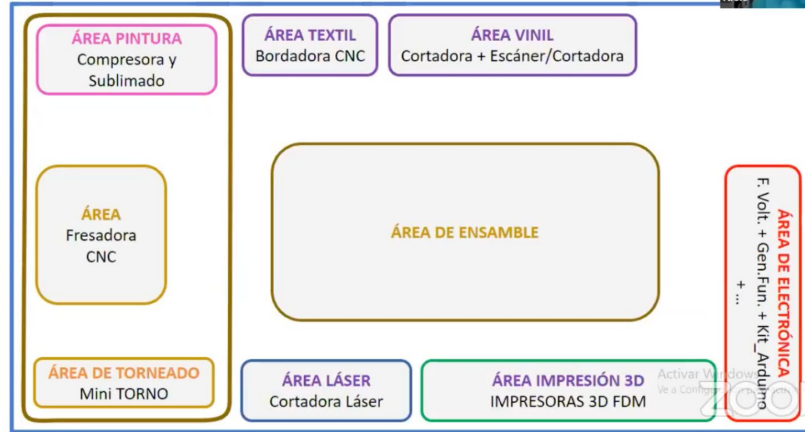 ÁREA PINTURA
Compresora y
Sublimado
ÁREA TEXTIL
Bordadora CNC
ÁREA VINIL
Cortadora + Escáner/Cortadora
ÁREA
Fresadora
CNC
ÁREA DE ENSAMBLE
ÁREA DE ELECTRÓNICA
F. Volt. + Gen.Fun. + Kit_Arduino
+ ...
ÁREA DE TORNEADO
Mini TORNO
ÁREA LÁSER
Cortadora Láser
ÁREA IMPRESIÓN 3D
IMPRESORAS 3D FDM
Activar Windows
Ve a
zoom